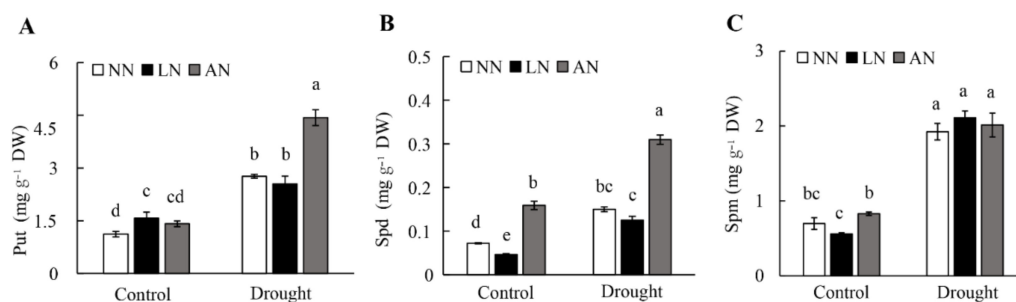 A
Put (mg g⁻¹ DW)
6
4.5
3
1.5
0
NN LN AN
d c cd b b a
Control Drought
B
Spd (mg g⁻¹ DW)
0.5
0.4
0.3
0.2
0.1
0
NN LN AN
d e b bc c a
Control Drought
C
Spm (mg g⁻¹ DW)
3
2
1
0
NN LN AN
bc c b a a a
Control Drought